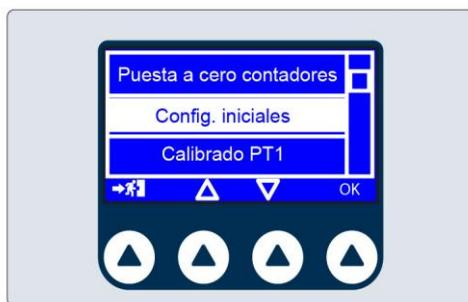 Puesta a cero contadores
Config. iniciales
Calibrado PT1
OK